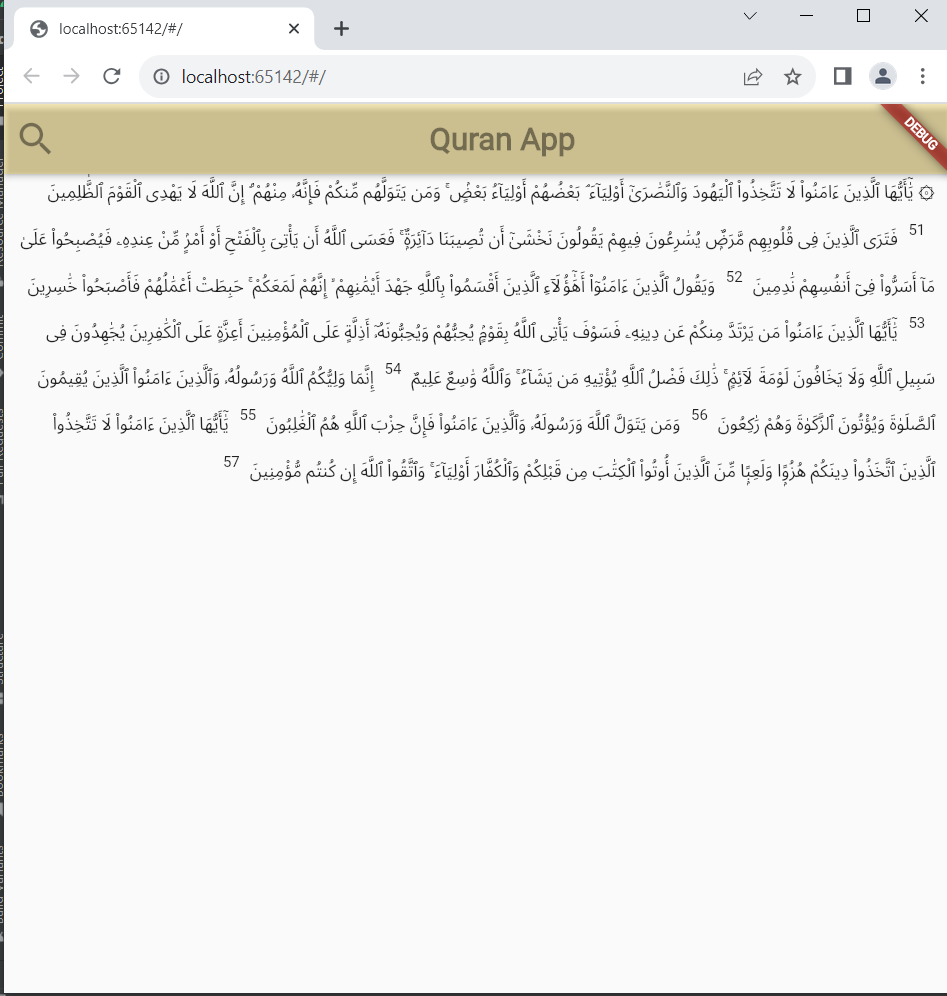 localhost:65142/#/
localhost:65142/#/
Quran App
DEBUG
۞ يَٰٓأَيُّهَا ٱلَّذِينَ ءَامَنُوا۟ لَا تَتَّخِذُوا۟ ٱلْيَهُودَ وَٱلنَّصَٰرَىٰٓ أَوْلِيَآءَ ۘ بَعْضُهُمْ أَوْلِيَآءُ بَعْضٍۢ ۚ وَمَن يَتَوَلَّهُم مِّنكُمْ فَإِنَّهُۥ مِنْهُمْ ۗ إِنَّ ٱللَّهَ لَا يَهْدِى ٱلْقَوْمَ ٱلظَّٰلِمِينَ
51 فَتَرَى ٱلَّذِينَ فِى قُلُوبِهِم مَّرَضٌۭ يُسَٰرِعُونَ فِيهِمْ يَقُولُونَ نَخْشَىٰٓ أَن تُصِيبَنَا دَآئِرَةٌۭ ۚ فَعَسَى ٱللَّهُ أَن يَأْتِىَ بِٱلْفَتْحِ أَوْ أَمْرٍۢ مِّنْ عِندِهِۦ فَيُصْبِحُوا۟ عَلَىٰ
مَآ أَسَرُّوا۟ فِىٓ أَنفُسِهِمْ نَٰدِمِينَ 52 وَيَقُولُ ٱلَّذِينَ ءَامَنُوٓا۟ أَهَٰٓؤُلَآءِ ٱلَّذِينَ أَقْسَمُوا۟ بِٱللَّهِ جَهْدَ أَيْمَٰنِهِمْ ۙ إِنَّهُمْ لَمَعَكُمْ ۚ حَبِطَتْ أَعْمَٰلُهُمْ فَأَصْبَحُوا۟ خَٰسِرِينَ
53 يَٰٓأَيُّهَا ٱلَّذِينَ ءَامَنُوا۟ مَن يَرْتَدَّ مِنكُمْ عَن دِينِهِۦ فَسَوْفَ يَأْتِى ٱللَّهُ بِقَوْمٍۢ يُحِبُّهُمْ وَيُحِبُّونَهُۥٓ أَذِلَّةٍ عَلَى ٱلْمُؤْمِنِينَ أَعِزَّةٍ عَلَى ٱلْكَٰفِرِينَ يُجَٰهِدُونَ فِى
سَبِيلِ ٱللَّهِ وَلَا يَخَافُونَ لَوْمَةَ لَآئِمٍۢ ۚ ذَٰلِكَ فَضْلُ ٱللَّهِ يُؤْتِيهِ مَن يَشَآءُ ۚ وَٱللَّهُ وَٰسِعٌ عَلِيمٌ 54 إِنَّمَا وَلِيُّكُمُ ٱللَّهُ وَرَسُولُهُۥ وَٱلَّذِينَ ءَامَنُوا۟ ٱلَّذِينَ يُقِيمُونَ
ٱلصَّلَوٰةَ وَيُؤْتُونَ ٱلزَّكَوٰةَ وَهُمْ رَٰكِعُونَ 56 وَمَن يَتَوَلَّ ٱللَّهَ وَرَسُولَهُۥ وَٱلَّذِينَ ءَامَنُوا۟ فَإِنَّ حِزْبَ ٱللَّهِ هُمُ ٱلْغَٰلِبُونَ 55 يَٰٓأَيُّهَا ٱلَّذِينَ ءَامَنُوا۟ لَا تَتَّخِذُوا۟
ٱلَّذِينَ ٱتَّخَذُوا۟ دِينَكُمْ هُزُوًۭا وَلَعِبًۭا مِّنَ ٱلَّذِينَ أُوتُوا۟ ٱلْكِتَٰبَ مِن قَبْلِكُمْ وَٱلْكُفَّارَ أَوْلِيَآءَ ۚ وَٱتَّقُوا۟ ٱللَّهَ إِن كُنتُم مُّؤْمِنِينَ 57